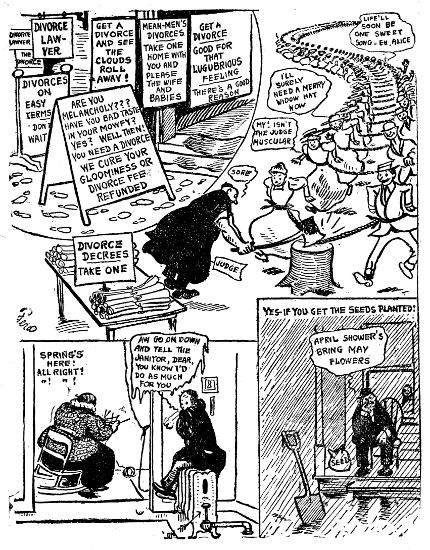 DIVORCE
LAWYER
THE
DIVORCE
DIVORCE
LAW-
YER
GET A
DIVORCE
AND SEE
THE
CLOUDS
ROLL
AWAY!
MEAN-MEN'S
DIVORCES
TAKE ONE
HOME WITH
YOU AND
PLEASE
THE WIFE
AND
BABIES
GET A
DIVORCE
GOOD FOR
THAT
LUGUBRIOUS
FEELING
THERE'S A GOOD
REASON
DIVORCES
ON
EASY
TERMS
DON'T
WAIT
ARE YOU
MELANCHOLY???
HAVE YOU BAD TASTE
IN YOUR MOWFY?
YES? WELL THEN!
YOU NEED A DIVORCE
WE CURE YOUR
GLOOMINESS OR
DIVORCE FEE
REFUNDED
LIFE'LL
SOON BE
ONE SWEET
SONG-EH, ALICE
I'LL
SURELY
NEED A MERRY
WIDOW HAT
NOW
MY! ISN'T
THE JUDGE
MUSCULAR!
SORE
JUDGE
DIVORCE
DECREES
TAKE ONE
SPRING'S
HERE!
ALL RIGHT!
AW GO ON DOWN
AND TELL THE
JANITOR, DEAR,
YOU KNOW I'D
DO AS MUCH
FOR YOU
YES-IF YOU GET THE SEEDS PLANTED!
APRIL SHOWER'S
BRING MAY
FLOWERS
SEED